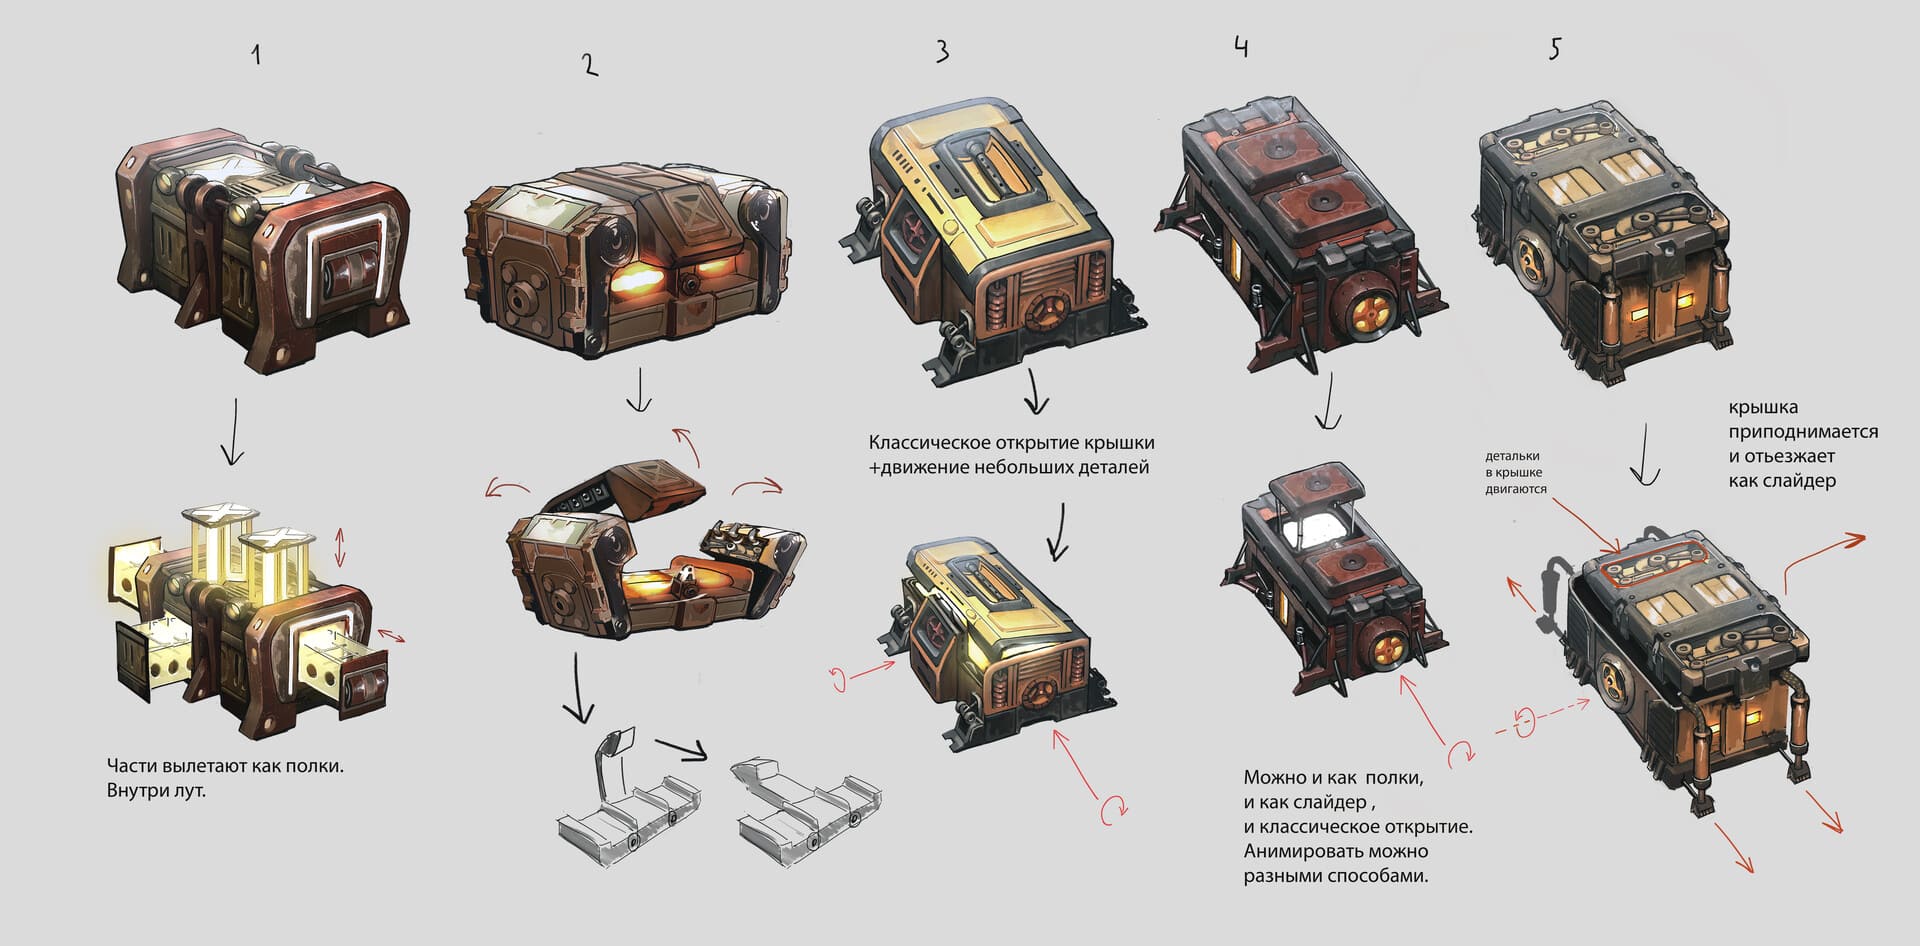 1
2
3
4
5
Части вылетают как полки.
Внутри лут.
Классическое открытие крышки
+движение небольших деталей
Можно и как полки,
и как слайдер ,
и классическое открытие.
Анимировать можно
разными способами.
детальки
в крышке
двигаются
крышка
приподнимается
и отьезжает
как слайдер